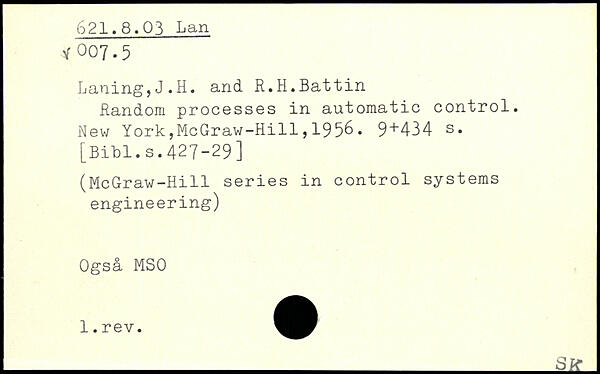 621.8.03 Lan
√ 007.5
Laning,J.H. and R.H.Battin
Random processes in automatic control.
New York,McGraw-Hill,1956. 9+434 s.
[Bibl.s.427-29]
(McGraw-Hill series in control systems
engineering)
Også MSO
1.rev.
SK